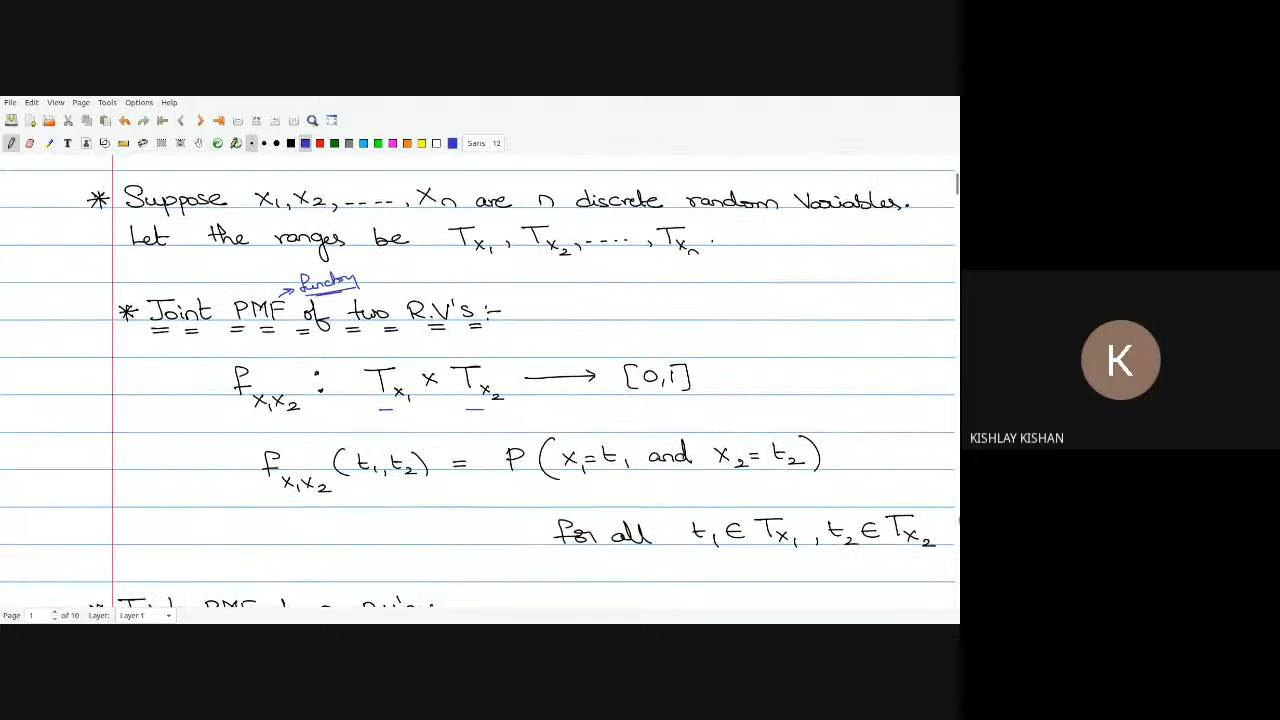 File Edit View Page Tools Options Help
Sans 12
* Suppose X₁, X₂, ----, Xn are n discrete random variables.
Let the ranges be Tx₁, Tx₂, ...., Txn.
→ function
* Joint PMF of two R.V's :-
fx₁x₂ : Tx₁ × Tx₂ ⟶ [0,1]
fx₁x₂ (t₁,t₂) = P (X₁=t₁ and X₂=t₂)
for all t₁ ∈ Tx₁, t₂ ∈ Tx₂
K
KISHLAY KISHAN
Page 1 of 10 Layer: Layer 1